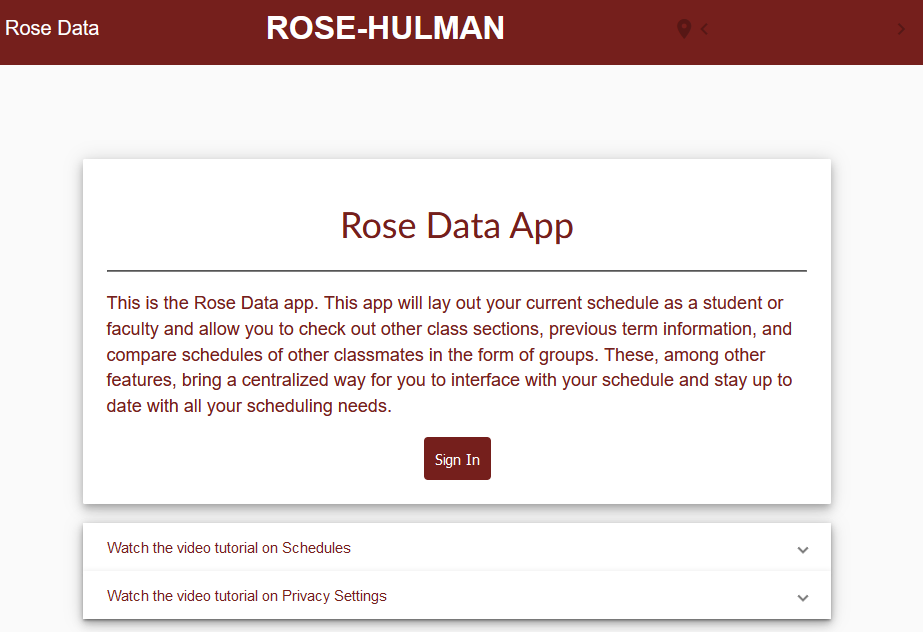 Rose Data
ROSE-HULMAN
Rose Data App
This is the Rose Data app. This app will lay out your current schedule as a student or
faculty and allow you to check out other class sections, previous term information, and
compare schedules of other classmates in the form of groups. These, among other
features, bring a centralized way for you to interface with your schedule and stay up to
date with all your scheduling needs.
Sign In
Watch the video tutorial on Schedules
Watch the video tutorial on Privacy Settings